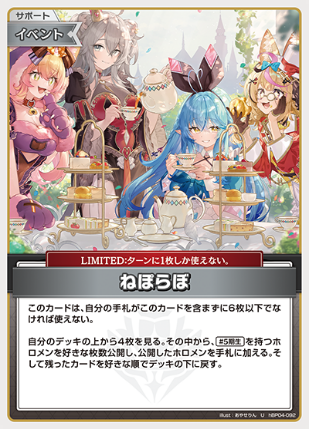 サポート
イベント
LIMITED:ターンに1枚しか使えない。
ねぽらぼ
このカードは、自分の手札がこのカードを含まずに6枚以下でな
ければ使えない。
自分のデッキの上から4枚を見る。その中から、#5期生を持つホ
ロメンを好きな枚数公開し、公開したホロメンを手札に加える。そ
して残ったカードを好きな順でデッキの下に戻す。
Illust:あやせりん U hBP04-092